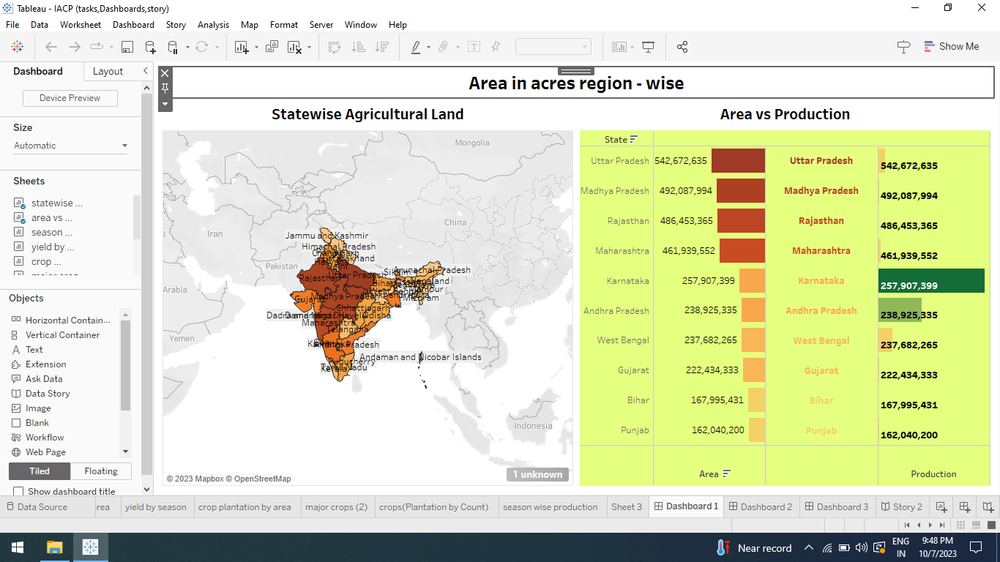 Tableau - IACP (tasks,Dashboards,story)
File Data Worksheet Dashboard Story Analysis Map Format Server Window Help
Show Me
Dashboard Layout
Device Preview
Size
Automatic
Sheets
statewise ...
area vs ...
season ...
yield by ...
crop ...
Objects
Horizontal Contain...
Vertical Container
Text
Extension
Ask Data
Data Story
Image
Blank
Workflow
Web Page
Tiled Floating
Show dashboard title
Area in acres region - wise
Statewise Agricultural Land
Mongolia
China
Iran
Pakistan
Arabia
Yemen
Indonesia
Jammu and Kashmir
Himachal Pradesh
Uttar Pradesh
Rajasthan
Arunachal Pradesh
Nagaland
Mizoram
Gujarat
Madhya Pradesh
Chhattisgarh
Odisha
Maharashtra
Telangana
Andaman and Nicobar Islands
Puducherry
Tamil Nadu
Kerala
© 2023 Mapbox © OpenStreetMap
1 unknown
Area vs Production
State
Uttar Pradesh 542,672,635 Uttar Pradesh 542,672,635
Madhya Pradesh 492,087,994 Madhya Pradesh 492,087,994
Rajasthan 486,453,365 Rajasthan 486,453,365
Maharashtra 461,939,552 Maharashtra 461,939,552
Karnataka 257,907,399 Karnataka 257,907,399
Andhra Pradesh 238,925,335 Andhra Pradesh 238,925,335
West Bengal 237,682,265 West Bengal 237,682,265
Gujarat 222,434,333 Gujarat 222,434,333
Bihar 167,995,431 Bihar 167,995,431
Punjab 162,040,200 Punjab 162,040,200
Area Production
Data Source rea yield by season crop plantation by area major crops (2) crops(Plantation by Count) season wise production Sheet 3 Dashboard 1 Dashboard 2 Dashboard 3 Story 2
Near record
ENG
IN
9:48 PM
10/7/2023